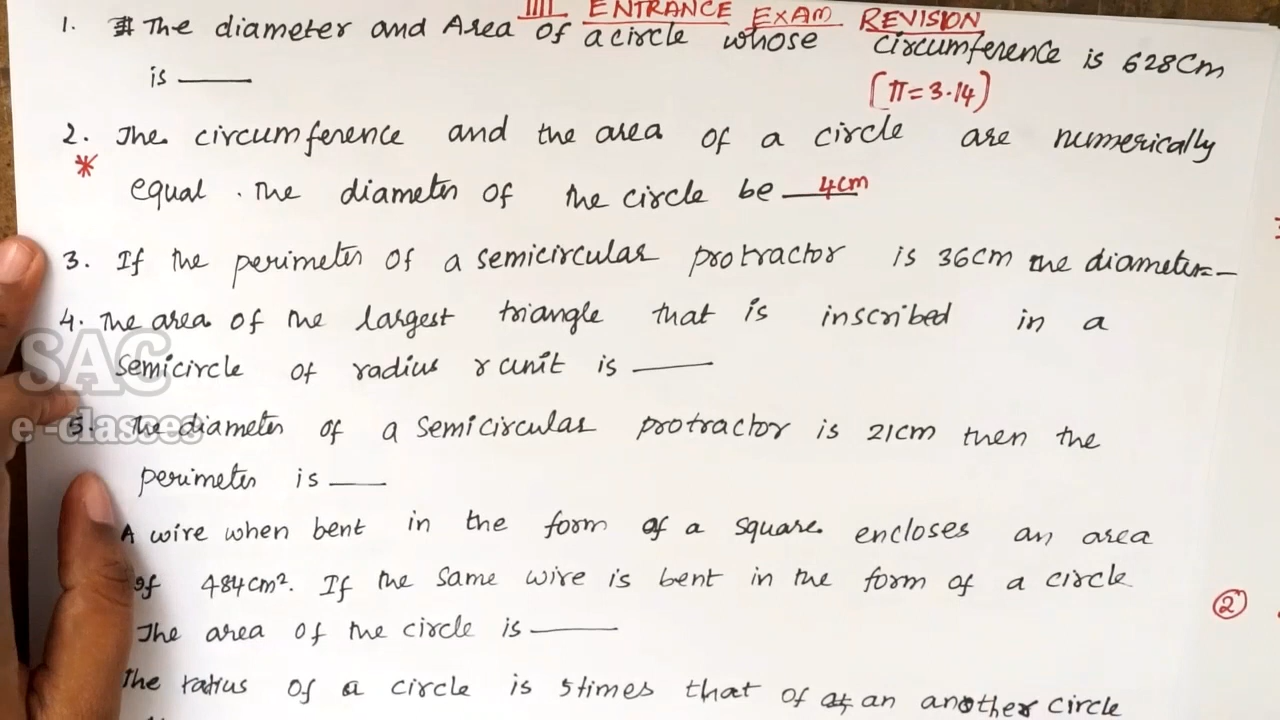 IIIT ENTRANCE EXAM REVISION
1. The diameter and Area of a circle whose circumference is 628cm
is
(π = 3.14)
2. The circumference and the area of a circle are numerically
* equal. The diameter of the circle be 4cm
3. If the perimeter of a semicircular protractor is 36cm the diameter
4. The area of the largest triangle that is inscribed in a
semicircle of radius r unit is
SAC
e-classes
5. The diameter of a semicircular protractor is 21cm then the
perimeter is
A wire when bent in the form of a square encloses an area
of 484cm². If the same wire is bent in the form of a circle
The area of the circle is
2
The of a circle is 5times that of an another circle